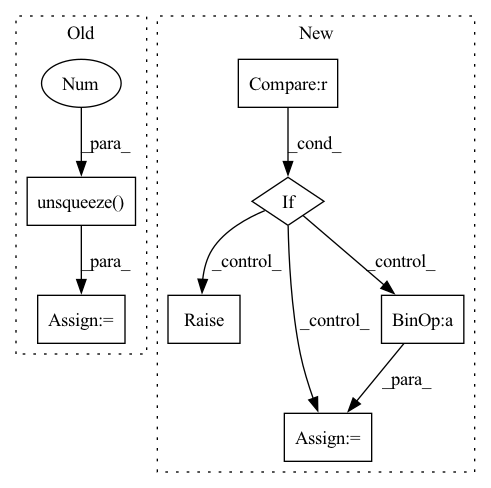 Old
New
Num
Compare:r
_para_
_cond_
unsqueeze()
If
_para_
_control_
_control_
_control_
Assign:=
Raise
BinOp:a
_para_
Assign:=